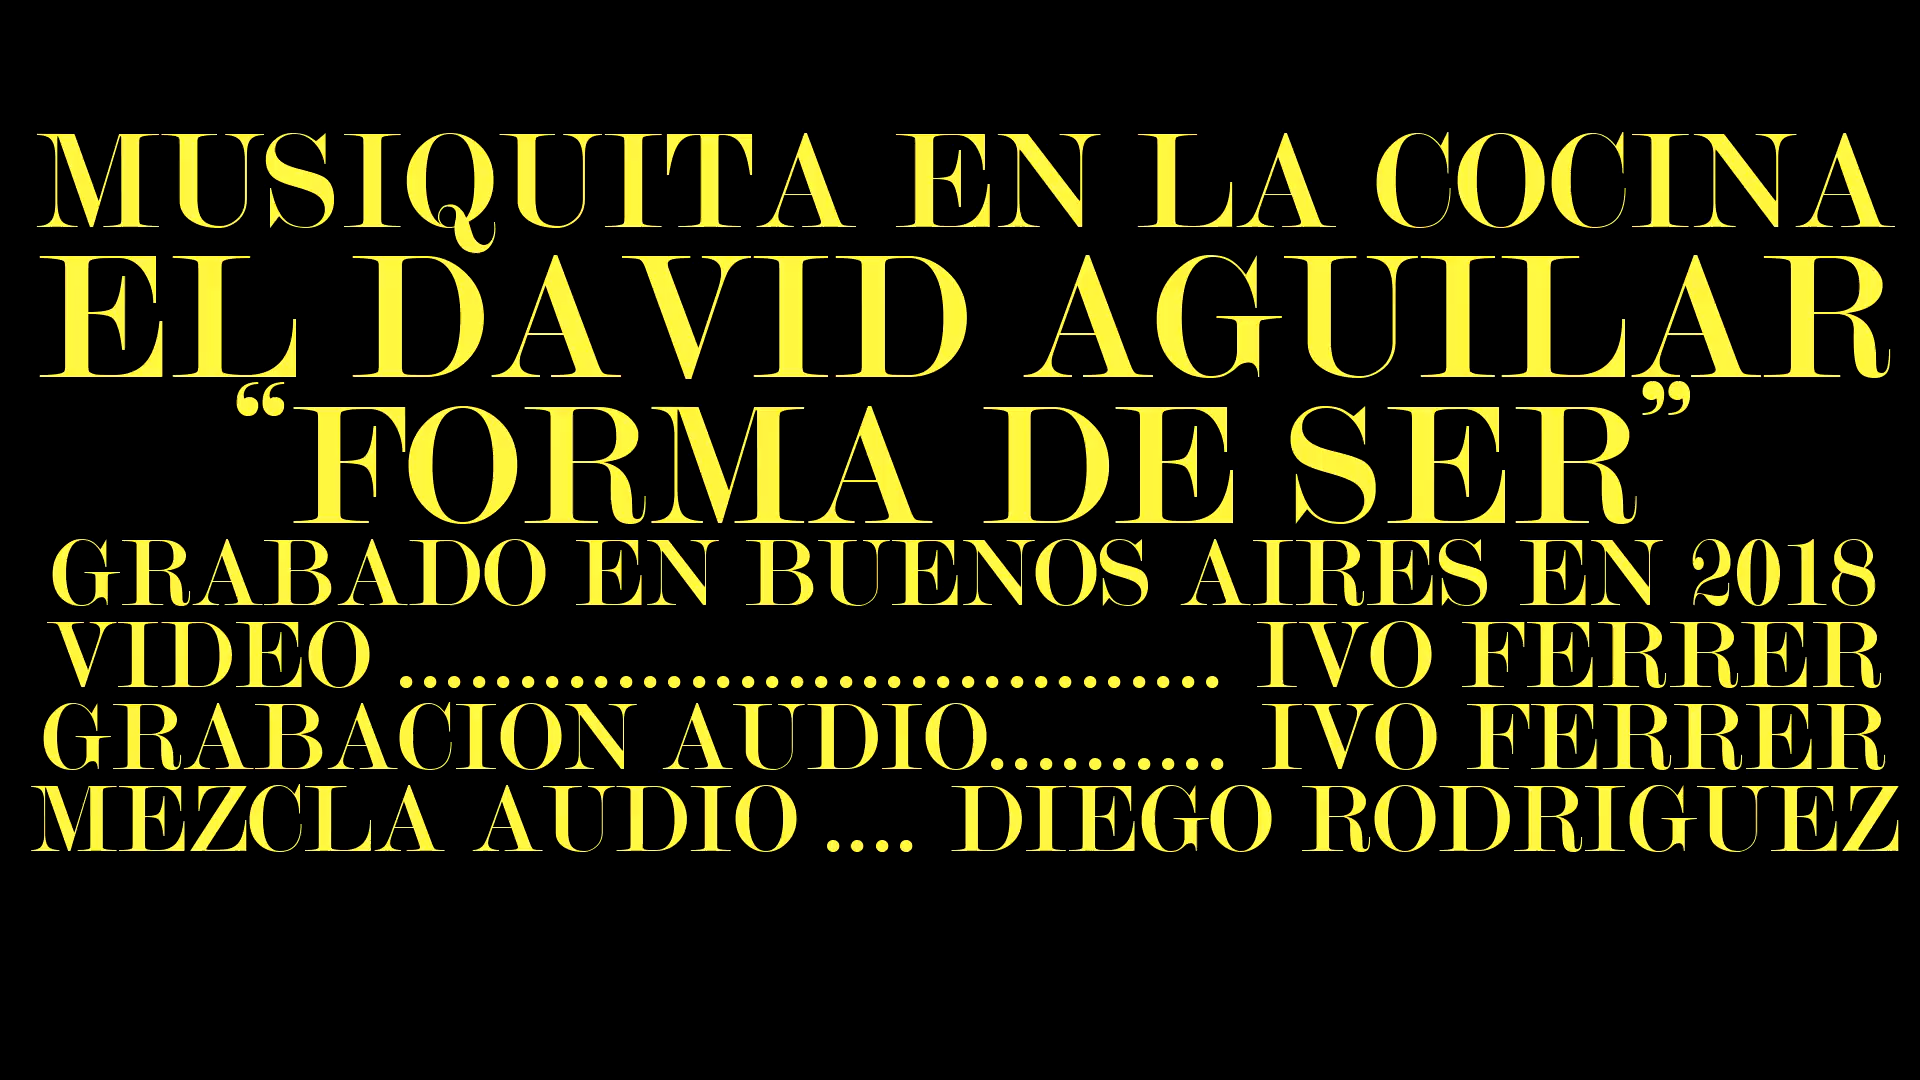 MUSIQUITA EN LA COCINA
EL DAVID AGUILAR
“FORMA DE SER”
GRABADO EN BUENOS AIRES EN 2018
VIDEO .................................. IVO FERRER
GRABACION AUDIO.......... IVO FERRER
MEZCLA AUDIO .... DIEGO RODRIGUEZ